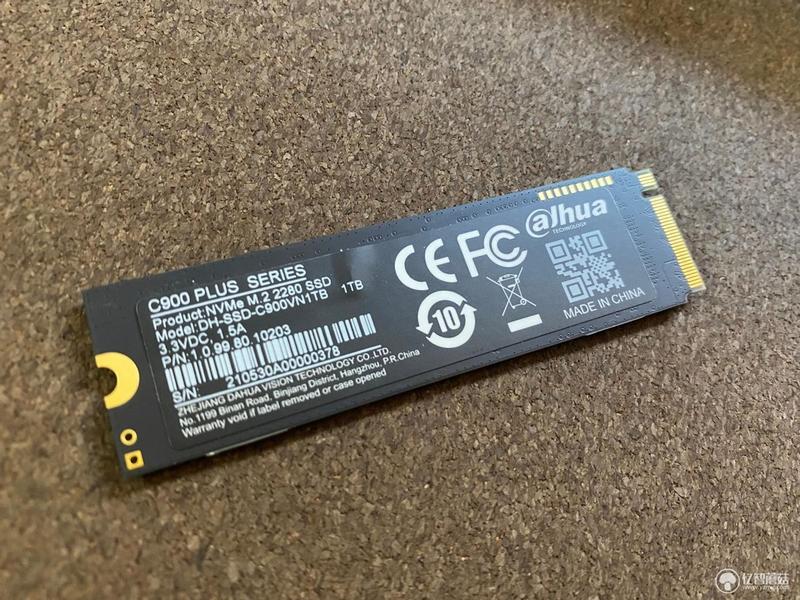 C900 PLUS SERIES
Product:NVMe M.2 2280 SSD 1TB
Model:DH-SSD-C900VN1TB
3.3VDC, 1.5A
P/N:1.0.99.80.10203
S/N:
210530A00000378
ZHEJIANG DAHUA VISION TECHNOLOGY CO.,LTD.
No.1199 Binan Road. Binjiang District, Hangzhou, P.R.China
Warranty void if label removed or case opened
CE FC
10
alhua
TECHNOLOGY
MADE IN CHINA
亿智蘑菇